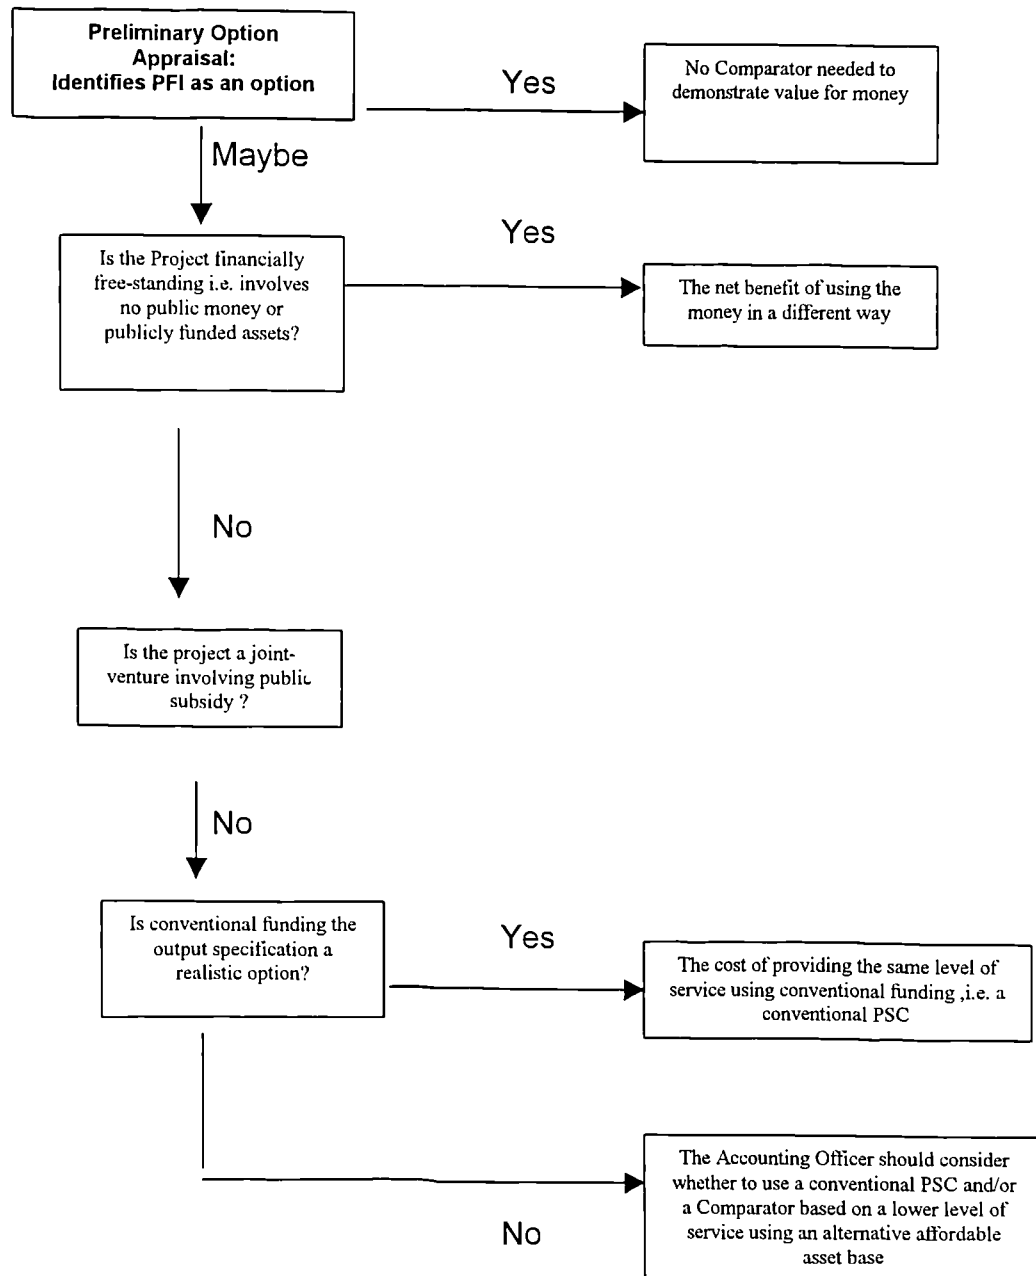 Preliminary Option
Appraisal:
Identifies PFI as an option
Yes
No Comparator needed to
demonstrate value for money
Maybe
Is the Project financially
free-standing i.e. involves
no public money or
publicly funded assets?
Yes
The net benefit of using the
money in a different way
No
Is the project a joint-
venture involving public
subsidy ?
No
Is conventional funding the
output specification a
realistic option?
Yes
The cost of providing the same level of
service using conventional funding ,i.e. a
conventional PSC
The Accounting Officer should consider
whether to use a conventional PSC and/or
a Comparator based on a lower level of
service using an alternative affordable
asset base
No